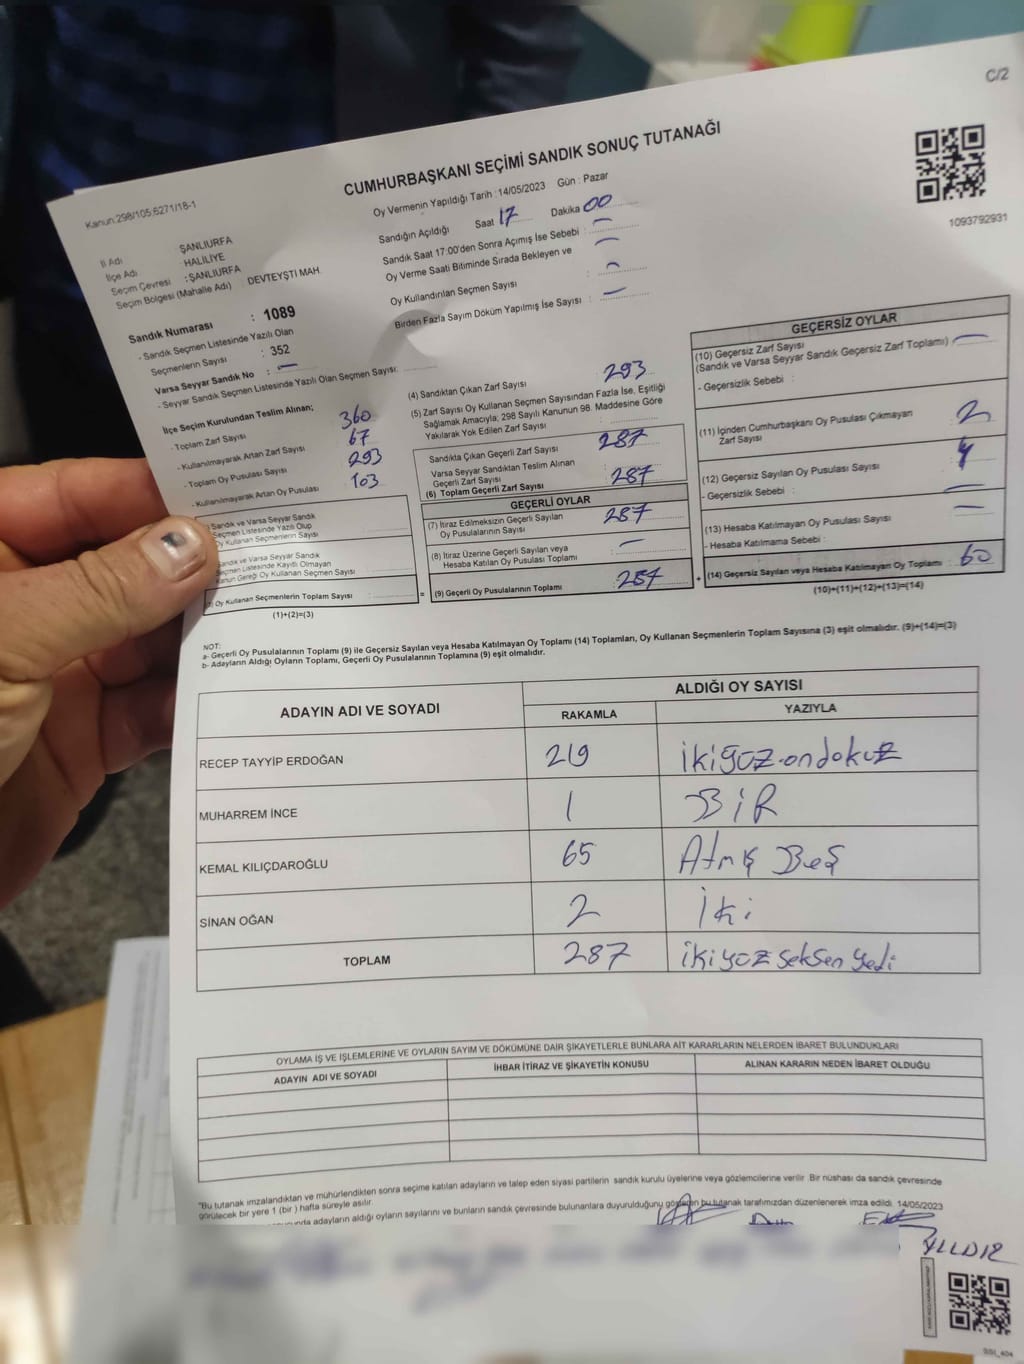 C/2
Kanun:298/105;6271/18-1
CUMHURBAŞKANI SEÇİMİ SANDIK SONUÇ TUTANAĞI
1093792931
Oy Vermenin Yapıldığı Tarih : 14/05/2023 Gün : Pazar
Sandığın Açıldığı Saat 17 Dakika 00
Sandık Saat 17:00'den Sonra Açımış İse Sebebi :
Oy Verme Saati Bitiminde Sırada Bekleyen ve
Oy Kullandırılan Seçmen Sayısı :
Birden Fazla Sayım Döküm Yapılmış İse Sayısı :
İl Adı : ŞANLIURFA
İlçe Adı : HALİLİYE
Seçim Çevresi : ŞANLIURFA
Seçim Bölgesi (Mahalle Adı) : DEVTEYŞTİ MAH.
Sandık Numarası : 1089
- Sandık Seçmen Listesinde Yazılı Olan
Seçmenlerin Sayısı : 352
Varsa Seyyar Sandık No :
- Seyyar Sandık Seçmen Listesinde Yazılı Olan Seçmen Sayısı:
İlçe Seçim Kurulundan Teslim Alınan;
- Toplam Zarf Sayısı 360
- Kullanılmayarak Artan Zarf Sayısı 67
- Toplam Oy Pusulası Sayısı 293
- Kullanılmayarak Artan Oy Pusulası 103
Sandık ve Varsa Seyyar Sandık
Seçmen Listesinde Yazılı Olup
Oy Kullanan Seçmenlerin Sayısı
Sandık ve Varsa Seyyar Sandık
Seçmen Listesinde Kayıtlı Olmayan
Kanun Gereği Oy Kullanan Seçmen Sayısı
Oy Kullanan Seçmenlerin Toplam Sayısı :
(1)+(2)=(3)
(4) Sandıktan Çıkan Zarf Sayısı : 293
(5) Zarf Sayısı Oy Kullanan Seçmen Sayısından Fazla İse, Eşitliği
Sağlamak Amacıyla; 298 Sayılı Kanunun 98. Maddesine Göre
Yakılarak Yok Edilen Zarf Sayısı :
Sandıkta Çıkan Geçerli Zarf Sayısı 287
Varsa Seyyar Sandıktan Teslim Alınan
Geçerli Zarf Sayısı :
(6) Toplam Geçerli Zarf Sayısı : 287
GEÇERLİ OYLAR
(7) İtiraz Edilmeksizin Geçerli Sayılan
Oy Pusulalarının Sayısı : 287
(8) İtiraz Üzerine Geçerli Sayılan veya
Hesaba Katılan Oy Pusulası Toplamı :
= (9) Geçerli Oy Pusulalarının Toplamı : 287
GEÇERSİZ OYLAR
(10) Geçersiz Zarf Sayısı
(Sandık ve Varsa Seyyar Sandık Geçersiz Zarf Toplamı) :
- Geçersizlik Sebebi :
(11) İçinden Cumhurbaşkanı Oy Pusulası Çıkmayan
Zarf Sayısı : 2
(12) Geçersiz Sayılan Oy Pusulası Sayısı : 4
- Geçersizlik Sebebi :
(13) Hesaba Katılmayan Oy Pusulası Sayısı :
- Hesaba Katılmama Sebebi :
+ (14) Geçersiz Sayılan veya Hesaba Katılmayan Oy Toplamı : 60
(10)+(11)+(12)+(13)=(14)
NOT:
a- Geçerli Oy Pusulalarının Toplamı (9) ile Geçersiz Sayılan veya Hesaba Katılmayan Oy Toplamı (14) Toplamları, Oy Kullanan Seçmenlerin Toplam Sayısına (3) eşit olmalıdır. (9)+(14)=(3)
b- Adayların Aldığı Oyların Toplamı, Geçerli Oy Pusulalarının Toplamına (9) eşit olmalıdır.
ADAYIN ADI VE SOYADI ALDIĞI OY SAYISI
RAKAMLA YAZIYLA
RECEP TAYYİP ERDOĞAN 219 ikiyüz-ondokuz
MUHARREM İNCE 1 BİR
KEMAL KILIÇDAROĞLU 65 Atmış Beş
SİNAN OĞAN 2 İki
TOPLAM 287 ikiyüz seksen yedi
OYLAMA İŞ VE İŞLEMLERİNE VE OYLARIN SAYIM VE DÖKÜMÜNE DAİR ŞİKAYETLERLE BUNLARA AİT KARARLARIN NELERDEN İBARET BULUNDUKLARI
ADAYIN ADI VE SOYADI İHBAR İTİRAZ VE ŞİKAYETİN KONUSU ALINAN KARARIN NEDEN İBARET OLDUĞU
"Bu tutanak imzalandıktan ve mühürlendikten sonra seçime katılan adayların ve talep eden siyasi partilerin sandık kurulu üyelerine veya gözlemcilerine verilir. Bir nüshası da sandık çevresinde
görülecek bir yere 1 (bir ) hafta süreyle asılır.
adayların aldığı oyların sayılarını ve bunların sandık çevresinde bulunanlara duyurulduğunu gösteren bu tutanak tarafımızdan düzenlenerek imza edildi. 14/05/2023
YILDIZ